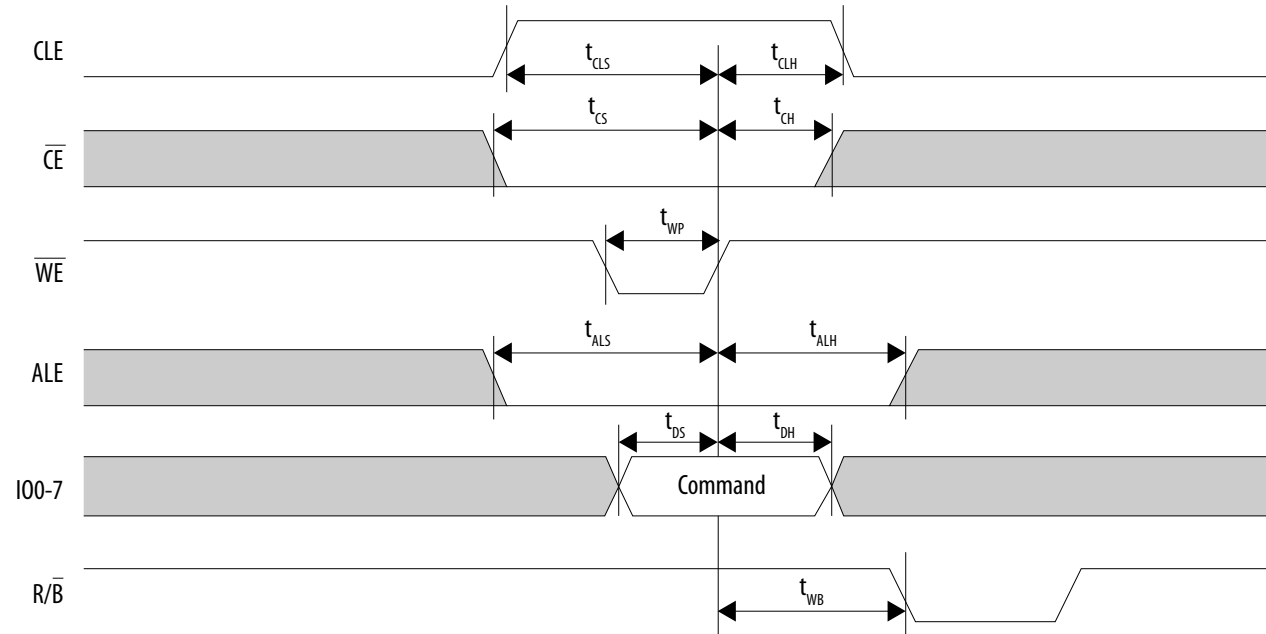 CLE
tCLS
tCLH
tCS
tCH
CE
tWP
WE
tALS
tALH
ALE
tDS
tDH
IO0-7
Command
R/B
tWB